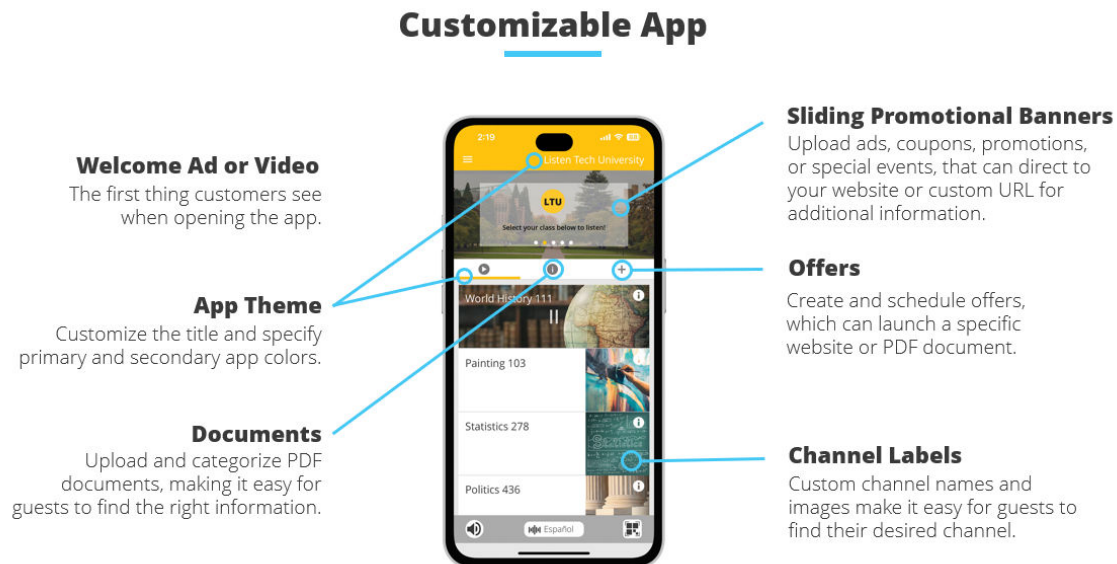 Customizable App
Welcome Ad or Video
The first thing customers see
when opening the app.
App Theme
Customize the title and specify
primary and secondary app colors.
Documents
Upload and categorize PDF
documents, making it easy for
guests to find the right information.
2:19
Listen Tech University
LTU
Select your class below to listen!
World History 111
Painting 103
Statistics 278
Politics 436
Español
Sliding Promotional Banners
Upload ads, coupons, promotions,
or special events, that can direct to
your website or custom URL for
additional information.
Offers
Create and schedule offers,
which can launch a specific
website or PDF document.
Channel Labels
Custom channel names and
images make it easy for guests to
find their desired channel.